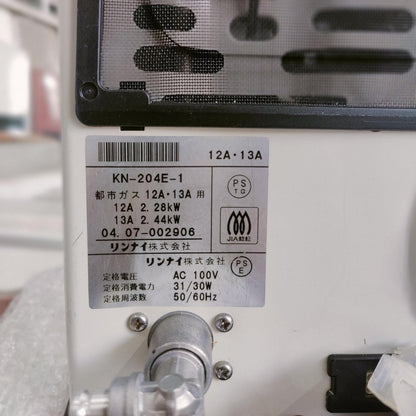 12A・13A
KN-204E-1
都市ガス 12A・13A 用
12A 2.28kW
13A 2.44kW
04.07-002906
リンナイ株式会社
PS
TG
JIA認証
リンナイ株式会社
PS
E
定格電圧 AC 100V
定格消費電力 31/30W
定格周波数 50/60Hz